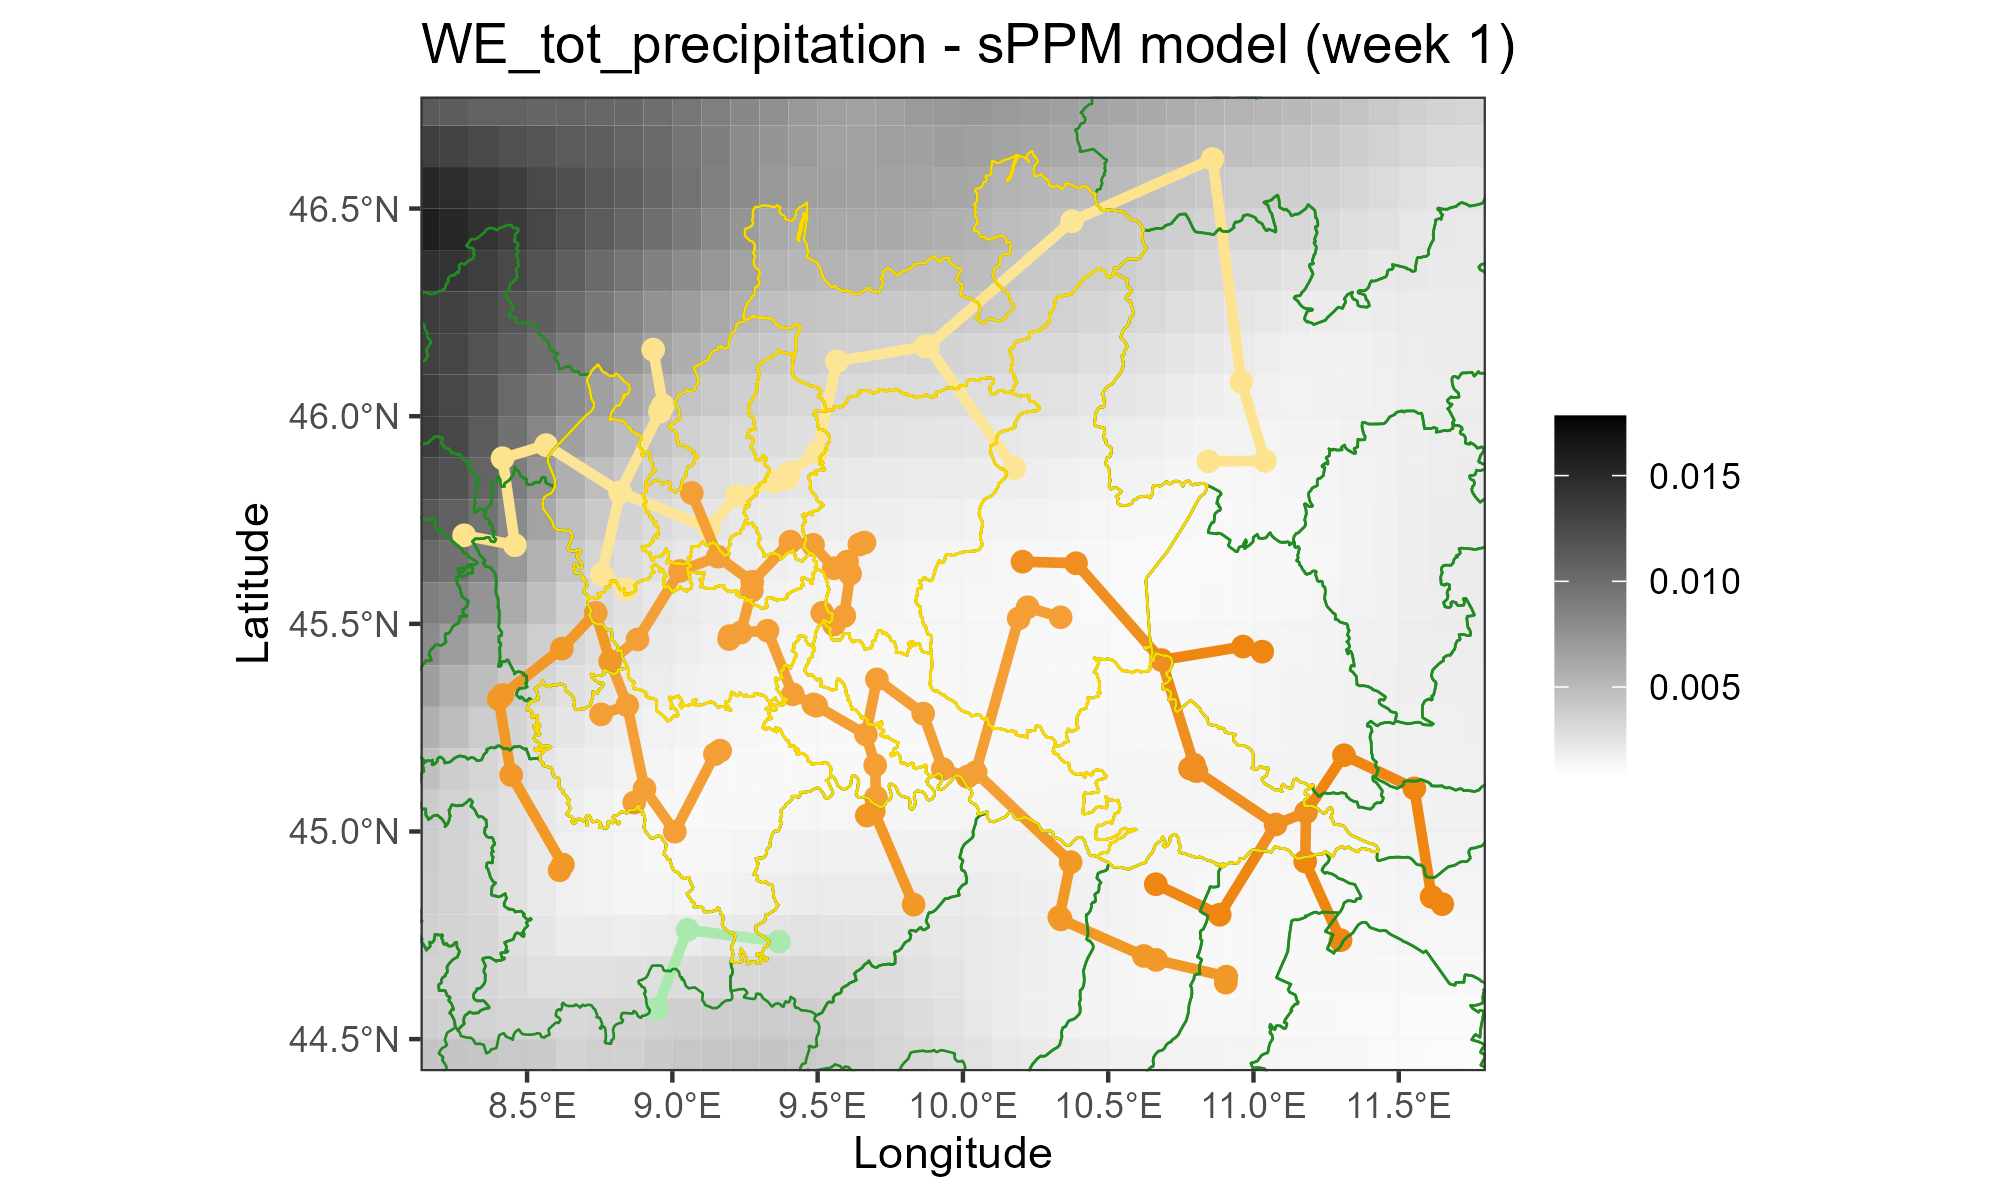 WE_tot_precipitation - sPPM model (week 1)
46.5°N
46.0°N
45.5°N
45.0°N
44.5°N
Latitude
8.5°E 9.0°E 9.5°E 10.0°E 10.5°E 11.0°E 11.5°E
Longitude
0.015
0.010
0.005